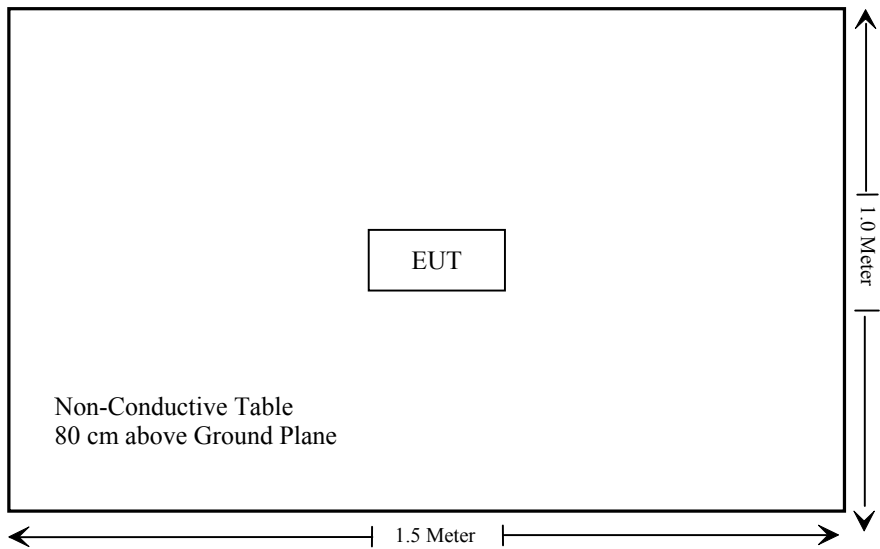 EUT
1.0 Meter
Non-Conductive Table
80 cm above Ground Plane
1.5 Meter